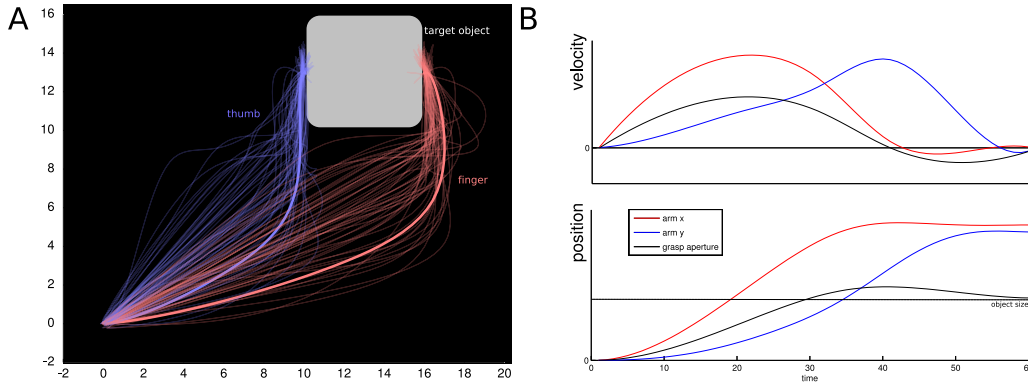 A
16
14
12
10
8
6
4
2
0
-2
-2 0 2 4 6 8 10 12 14 16 18 20
target object
thumb
finger
B
velocity
0
position
arm x
arm y
grasp aperture
object size
0
0 10 20 30 40 50 60
time